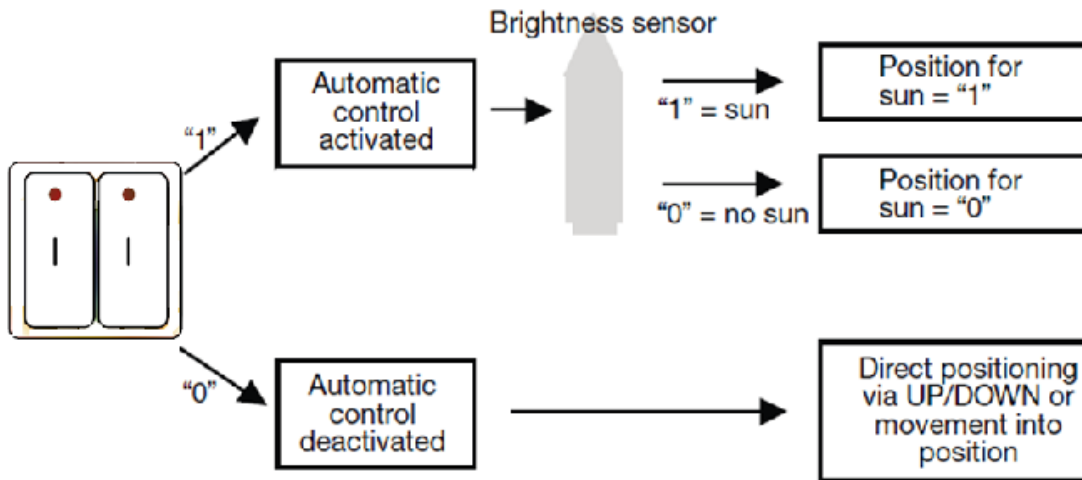 Brightness sensor
"1"
Automatic
control
activated
"1" = sun
Position for
sun = "1"
"0" = no sun
Position for
sun = "0"
"0"
Automatic
control
deactivated
Direct positioning
via UP/DOWN or
movement into
position